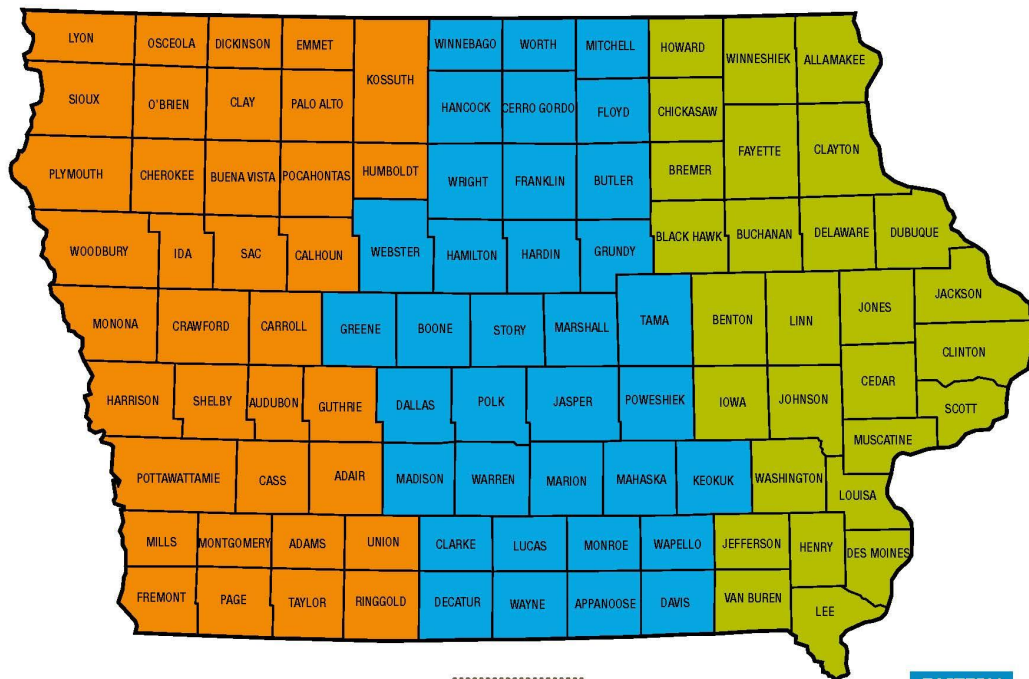 LYON
OSCEOLA
DICKINSON
EMMET
KOSSUTH
WINNEBAGO
WORTH
MITCHELL
HOWARD
WINNESHIEK
ALLAMAKEE
SIOUX
O'BRIEN
CLAY
PALO ALTO
HANCOCK
CERRO GORDO
FLOYD
CHICKASAW
PLYMOUTH
CHEROKEE
BUENA VISTA
POCAHONTAS
HUMBOLDT
WRIGHT
FRANKLIN
BUTLER
BREMER
FAYETTE
CLAYTON
WOODBURY
IDA
SAC
CALHOUN
WEBSTER
HAMILTON
HARDIN
GRUNDY
BLACK HAWK
BUCHANAN
DELAWARE
DUBUQUE
MONONA
CRAWFORD
CARROLL
GREENE
BOONE
STORY
MARSHALL
TAMA
BENTON
LINN
JONES
JACKSON
CLINTON
HARRISON
SHELBY
AUDUBON
GUTHRIE
DALLAS
POLK
JASPER
POWESHIEK
IOWA
JOHNSON
CEDAR
SCOTT
MUSCATINE
POTTAWATTAMIE
CASS
ADAIR
MADISON
WARREN
MARION
MAHASKA
KEOKUK
WASHINGTON
LOUISA
MILLS
MONTGOMERY
ADAMS
UNION
CLARKE
LUCAS
MONROE
WAPELLO
JEFFERSON
HENRY
DES MOINES
FREMONT
PAGE
TAYLOR
RINGGOLD
DECATUR
WAYNE
APPANOOSE
DAVIS
VAN BUREN
LEE